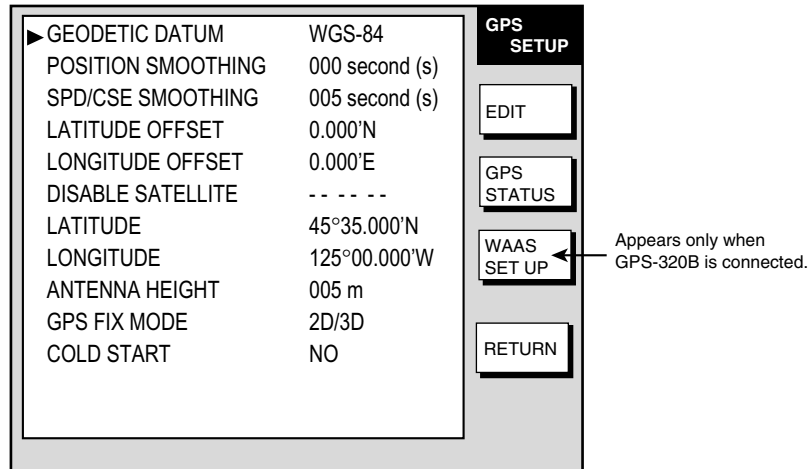 GEODETIC DATUM WGS-84
POSITION SMOOTHING 000 second (s)
SPD/CSE SMOOTHING 005 second (s)
LATITUDE OFFSET 0.000'N
LONGITUDE OFFSET 0.000'E
DISABLE SATELLITE - - -- - --
LATITUDE 45°35.000'N
LONGITUDE 125°00.000'W
ANTENNA HEIGHT 005 m
GPS FIX MODE 2D/3D
COLD START NO
GPS
SETUP
EDIT
GPS
STATUS
WAAS
SET UP
RETURN
Appears only when
GPS-320B is connected.